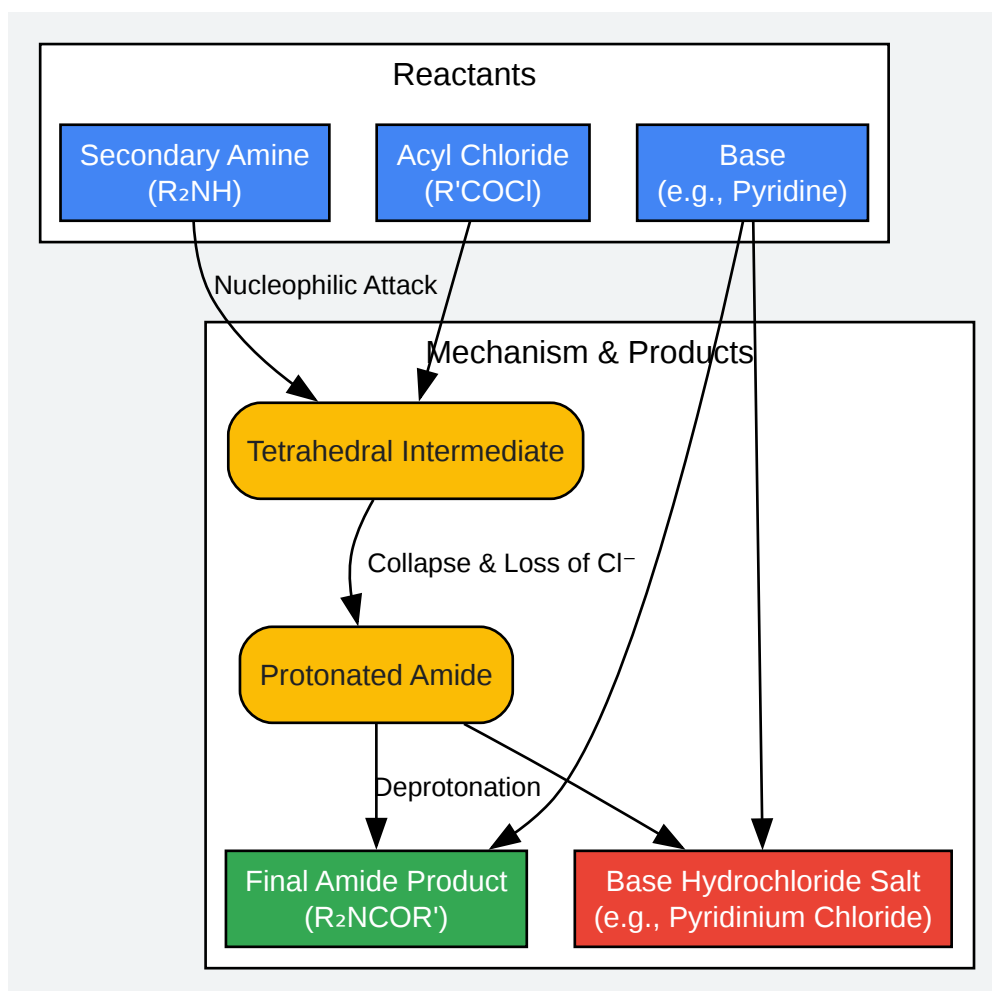 Reactants
Secondary Amine
(R₂NH)
Acyl Chloride
(R'COCl)
Base
(e.g., Pyridine)
Nucleophilic Attack
Mechanism & Products
Tetrahedral Intermediate
Collapse & Loss of Cl⁻
Protonated Amide
Deprotonation
Final Amide Product
(R₂NCOR')
Base Hydrochloride Salt
(e.g., Pyridinium Chloride)